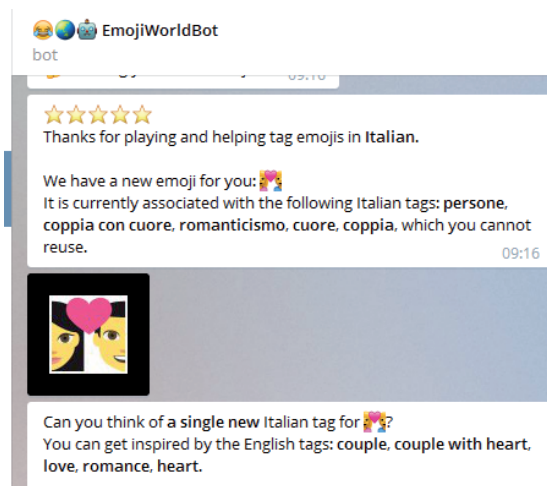 😂🌏🤖 EmojiWorldBot
bot
09:16
⭐⭐⭐⭐⭐
Thanks for playing and helping tag emojis in Italian.
We have a new emoji for you: 💑
It is currently associated with the following Italian tags: persone,
coppia con cuore, romanticismo, cuore, coppia, which you cannot
reuse.
09:16
Can you think of a single new Italian tag for 💑?
You can get inspired by the English tags: couple, couple with heart,
love, romance, heart.